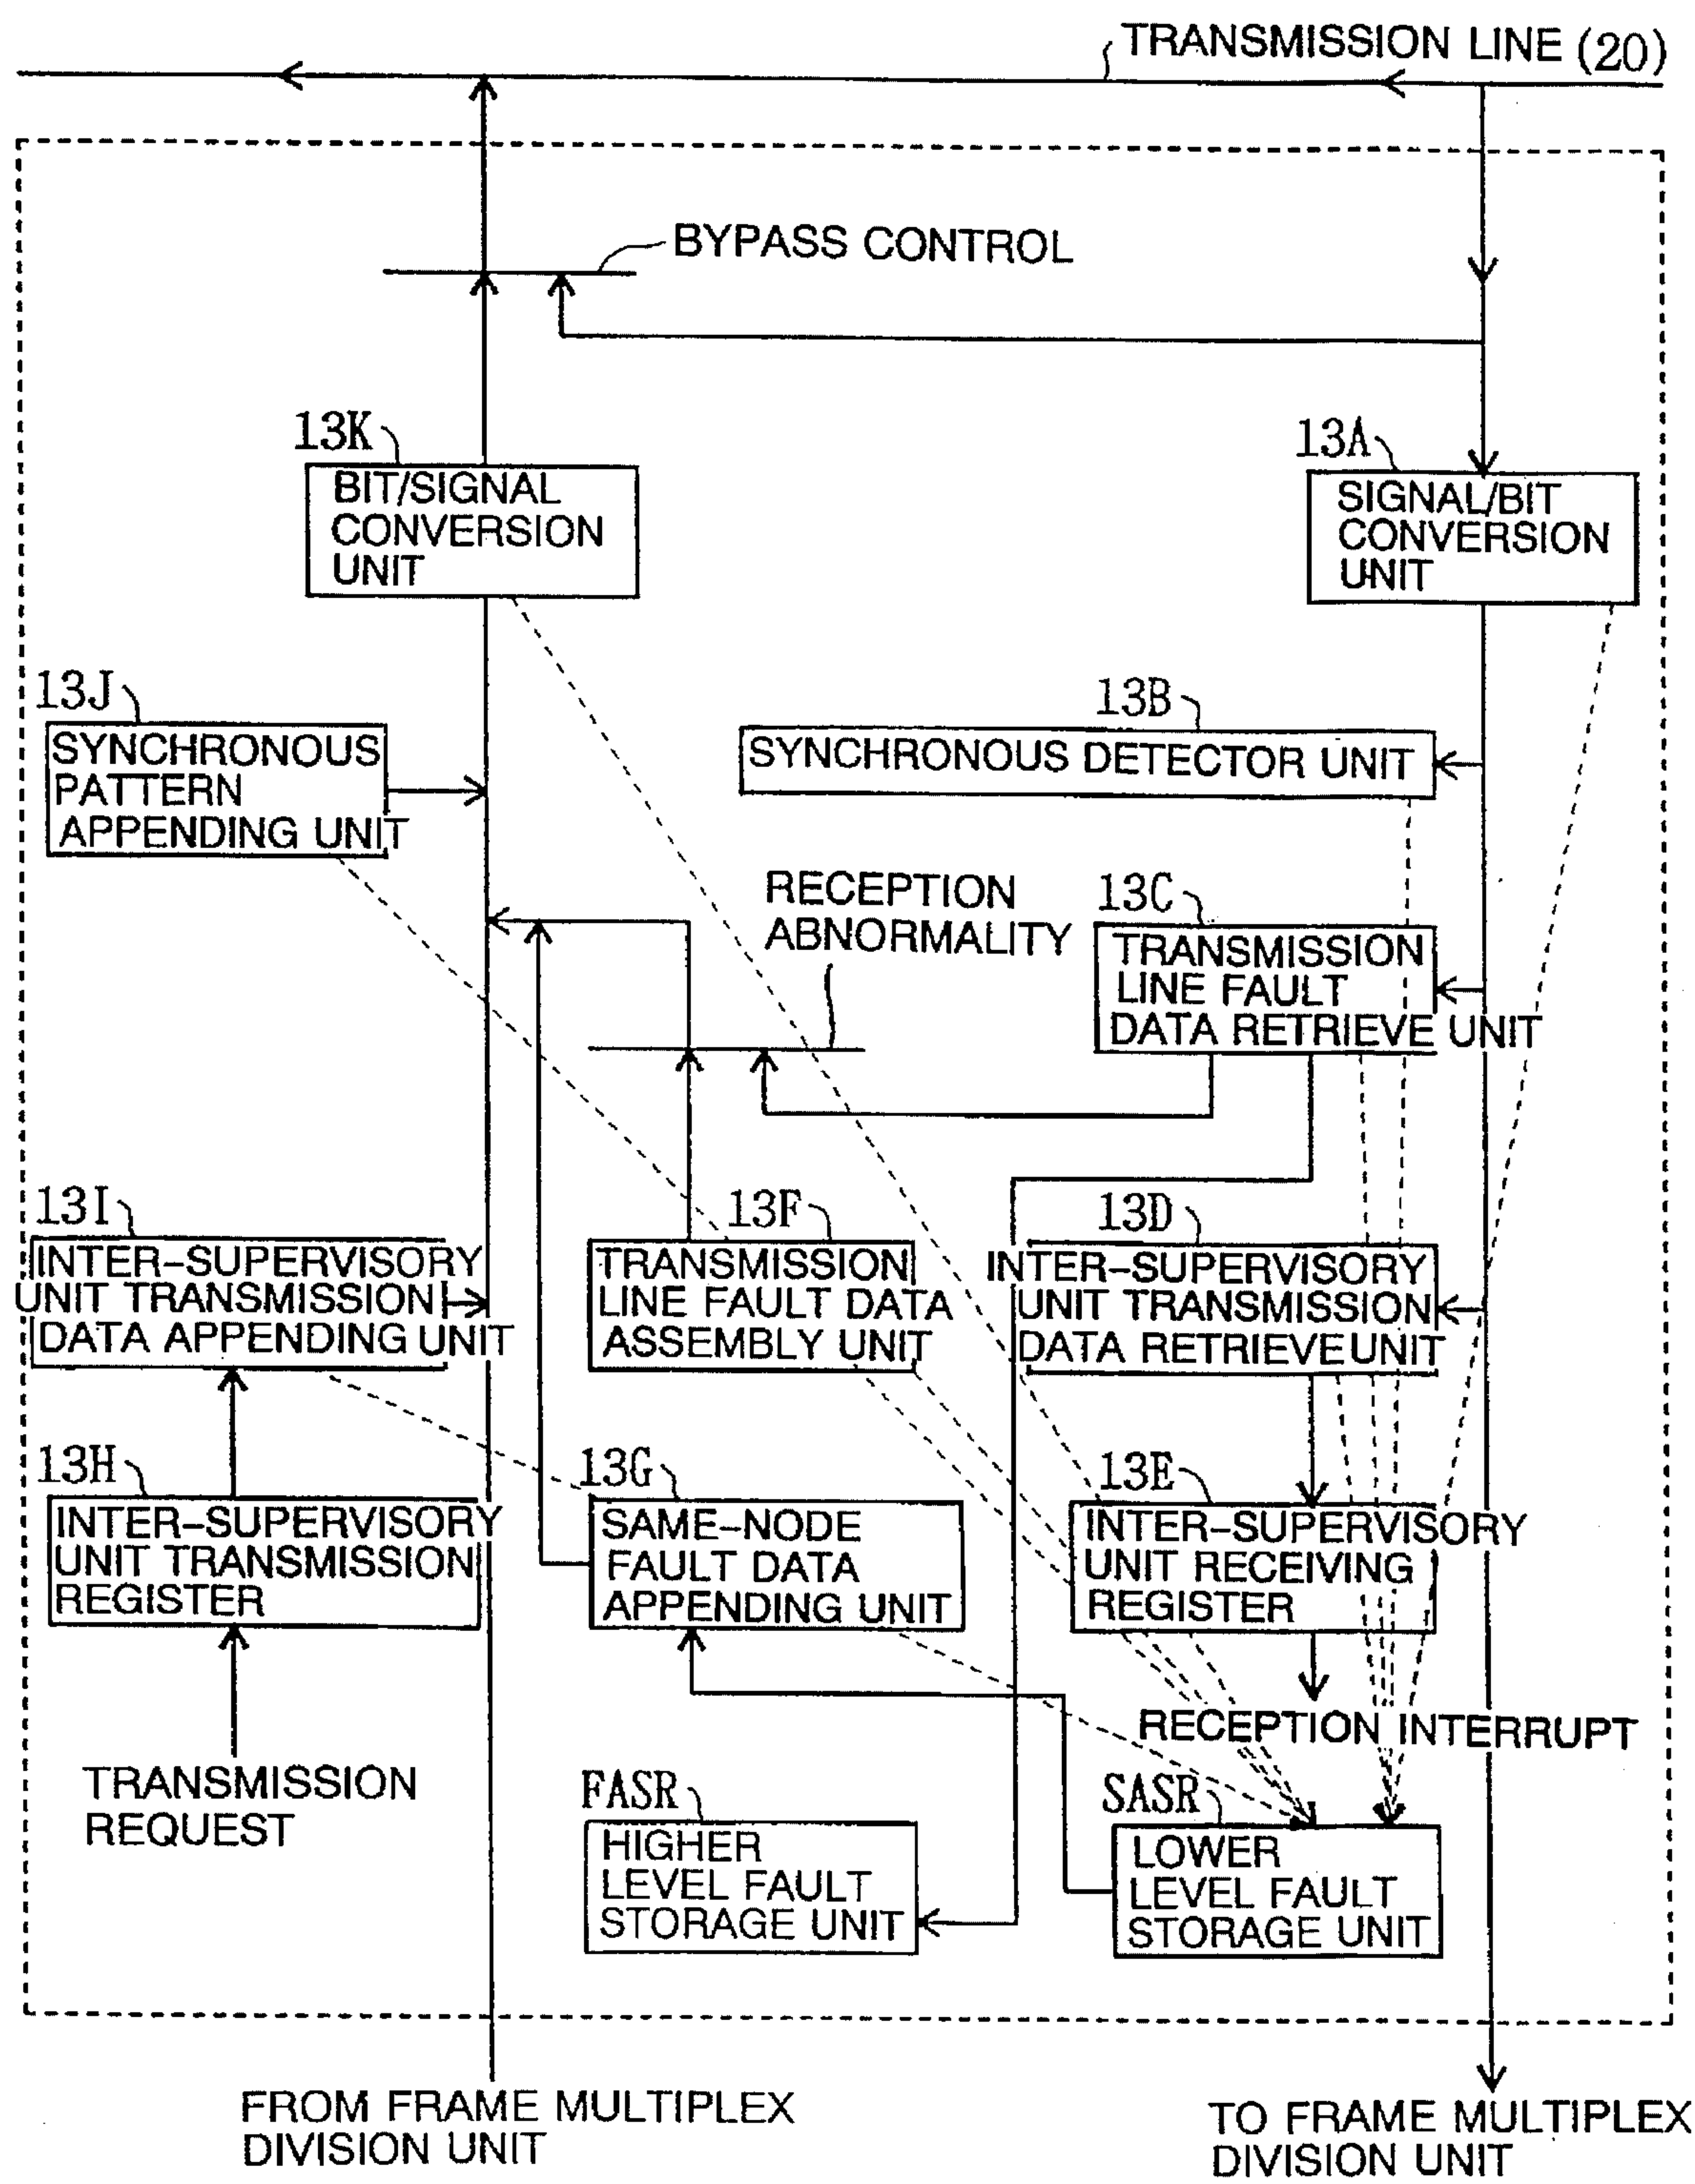 TRANSMISSION LINE (20)
BYPASS CONTROL
13K
BIT/SIGNAL
CONVERSION
UNIT
13A
SIGNAL/BIT
CONVERSION
UNIT
13J
SYNCHRONOUS
PATTERN
APPENDING UNIT
13B
SYNCHRONOUS DETECTOR UNIT
RECEPTION
ABNORMALITY
13C
TRANSMISSION
LINE FAULT
DATA RETRIEVE UNIT
13I
INTER-SUPERVISORY
UNIT TRANSMISSION
DATA APPENDING UNIT
13F
TRANSMISSION
LINE FAULT DATA
ASSEMBLY UNIT
13D
INTER-SUPERVISORY
UNIT TRANSMISSION
DATA RETRIEVE UNIT
13H
INTER-SUPERVISORY
UNIT TRANSMISSION
REGISTER
13G
SAME-NODE
FAULT DATA
APPENDING UNIT
13E
INTER-SUPERVISORY
UNIT RECEIVING
REGISTER
RECEPTION INTERRUPT
TRANSMISSION
REQUEST
FASR
HIGHER
LEVEL FAULT
STORAGE UNIT
SASR
LOWER
LEVEL FAULT
STORAGE UNIT
FROM FRAME MULTIPLEX
DIVISION UNIT
TO FRAME MULTIPLEX
DIVISION UNIT